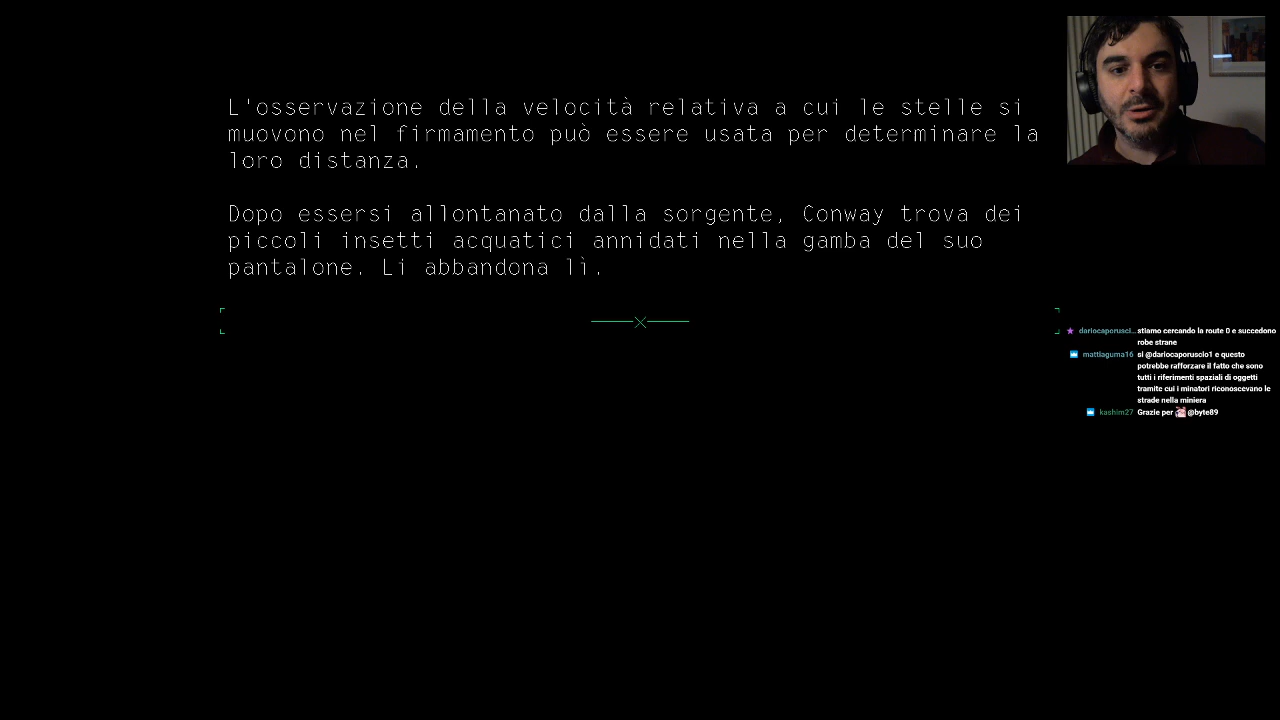 L'osservazione della velocità relativa a cui le stelle si
muovono nel firmamento può essere usata per determinare la
loro distanza.
Dopo essersi allontanato dalla sorgente, Conway trova dei
piccoli insetti acquatici annidati nella gamba del suo
pantalone. Li abbandona lì.
dariocaporusci... stiamo cercando la route 0 e succedono
robe strane
mattiaguma16 si @dariocaporuscio1 e questo
potrebbe rafforzare il fatto che sono
tutti i riferimenti spaziali di oggetti
tramite cui i minatori riconoscevano le
strade nella miniera
kashim27 Grazie per @byte89